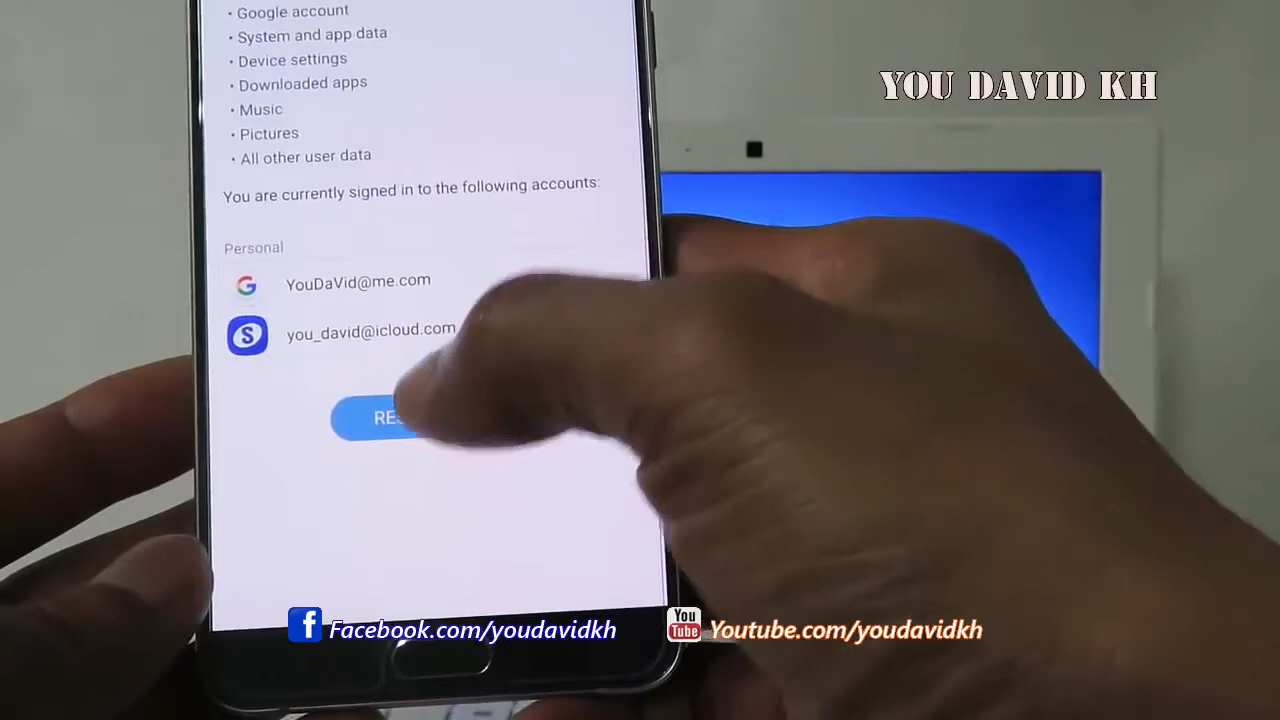 • Google account
• System and app data
• Device settings
• Downloaded apps
• Music
• Pictures
• All other user data
You are currently signed in to the following accounts:
Personal
G YouDaVid@me.com
S you_david@icloud.com
YOU DAVID KH
f Facebook.com/youdavidkh
You Tube Youtube.com/youdavidkh